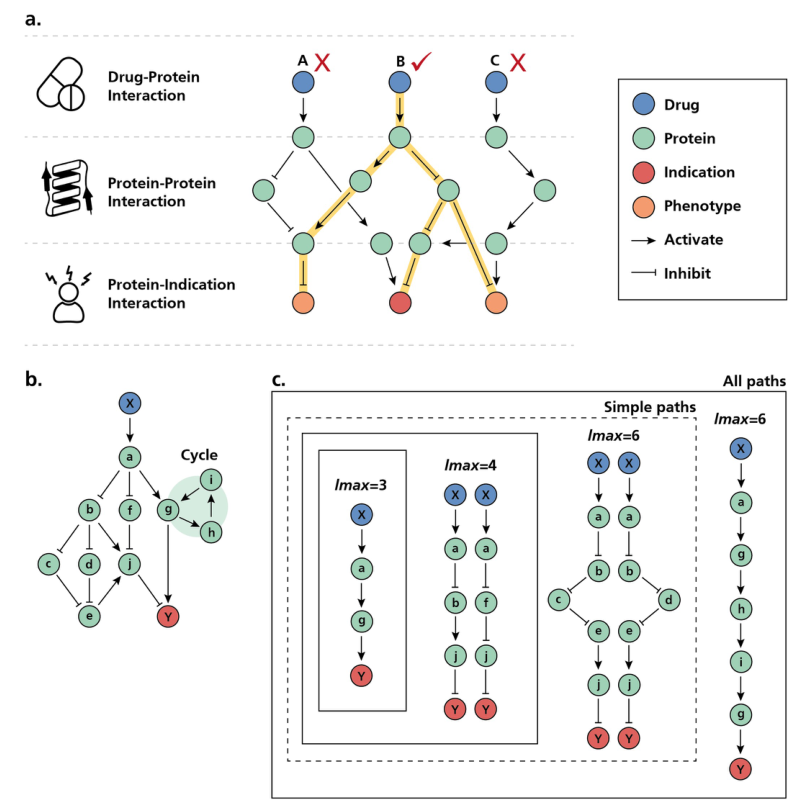 a.
A X
B ✓
C X
Drug-Protein
Interaction
Protein-Protein
Interaction
Protein-Indication
Interaction
Drug
Protein
Indication
Phenotype
Activate
Inhibit
b.
X
a
Cycle
i
b
f
g
h
c
d
j
e
Y
c.
All paths
Simple paths
lmax=3
X
a
g
Y
lmax=4
X X
a a
b f
j j
Y Y
lmax=6
X X
a a
b b
c d
e e
j j
Y Y
lmax=6
X
a
g
h
i
g
Y